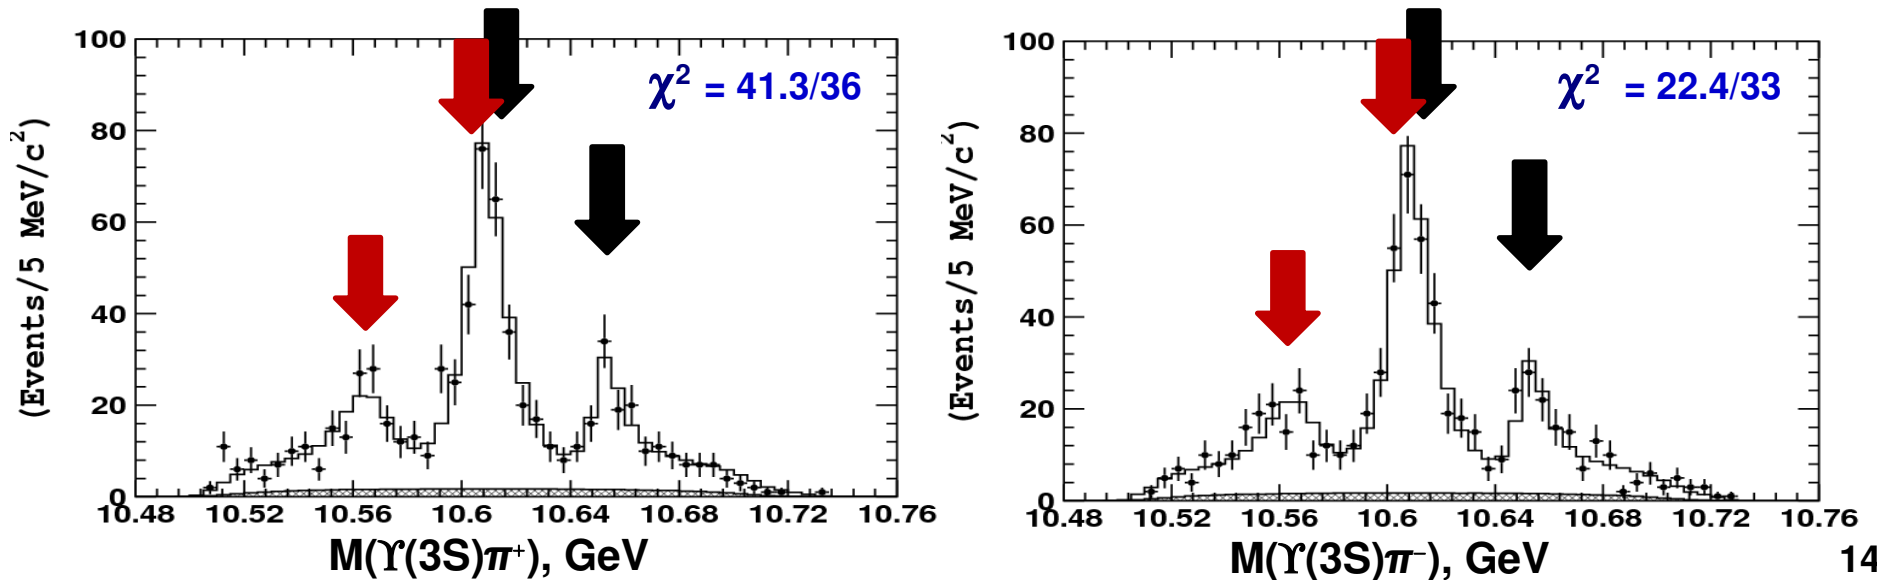 (Events/5 MeV/c²)
100
80
60
40
20
0
χ² = 41.3/36
10.48 10.52 10.56 10.6 10.64 10.68 10.72 10.76
M(ϒ(3S)π⁺), GeV
(Events/5 MeV/c²)
100
80
60
40
20
0
χ² = 22.4/33
10.48 10.52 10.56 10.6 10.64 10.68 10.72 10.76
M(ϒ(3S)π⁻), GeV
14